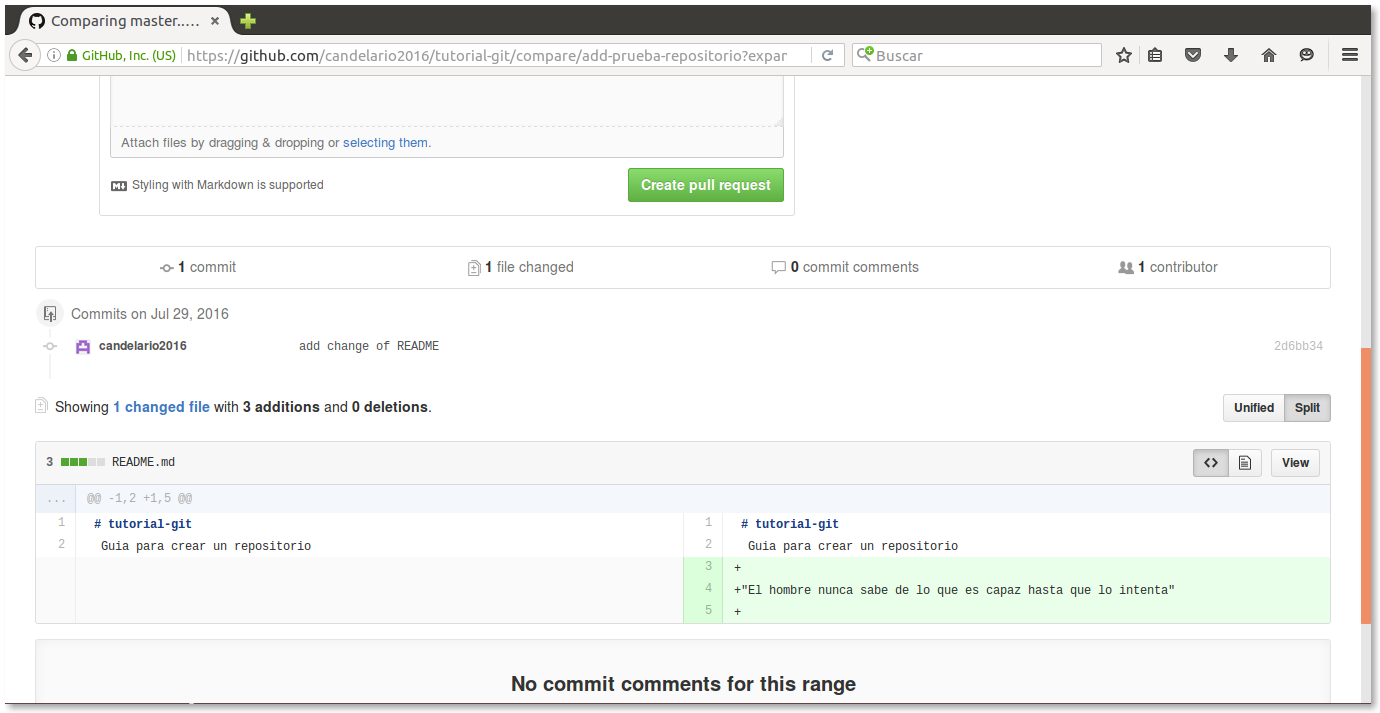 Comparing master..…
GitHub, Inc. (US) https://github.com/candelario2016/tutorial-git/compare/add-prueba-repositorio?expar Buscar
Attach files by dragging & dropping or selecting them.
Styling with Markdown is supported
Create pull request
1 commit 1 file changed 0 commit comments 1 contributor
Commits on Jul 29, 2016
candelario2016 add change of README 2d6bb34
Showing 1 changed file with 3 additions and 0 deletions.
Unified Split
3 README.md View
... @@ -1,2 +1,5 @@
1 # tutorial-git 1 # tutorial-git
2 Guia para crear un repositorio 2 Guia para crear un repositorio
3 +
4 +"El hombre nunca sabe de lo que es capaz hasta que lo intenta"
5 +
No commit comments for this range